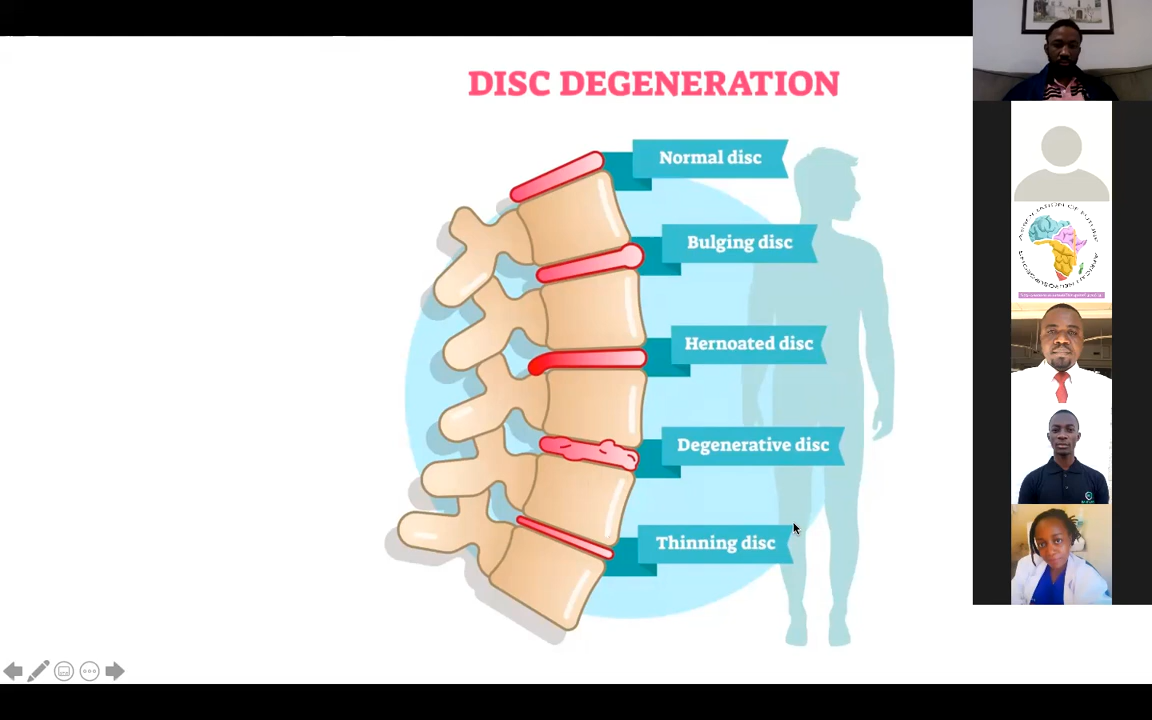 DISC DEGENERATION
Normal disc
Bulging disc
Hernoated disc
Degenerative disc
Thinning disc